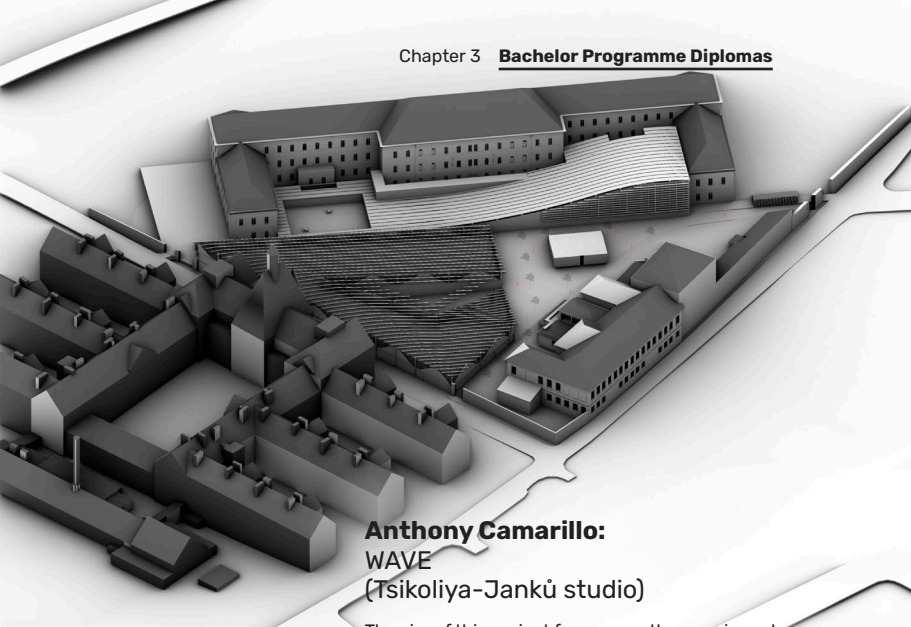 Chapter 3 Bachelor Programme Diplomas
Anthony Camarillo:
WAVE
(Tsikoliya-Janků studio)